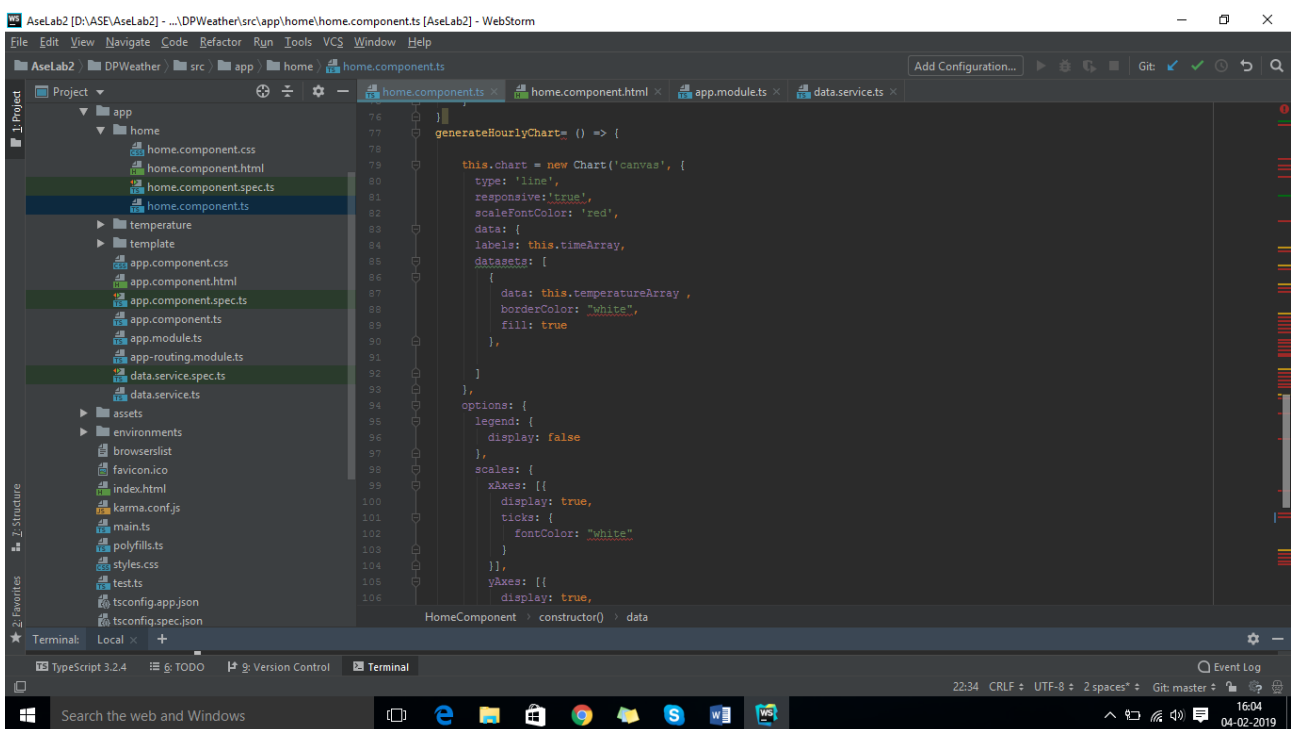 AseLab2 [D:\ASE\AseLab2] - ...\DPWeather\src\app\home\home.component.ts [AseLab2] - WebStorm
File Edit View Navigate Code Refactor Run Tools VCS Window Help
AseLab2 DPWeather src app home home.component.ts Add Configuration... Git:
Project home.component.ts home.component.html app.module.ts data.service.ts
1: Project
7: Structure
2: Favorites
app
home
home.component.css
home.component.html
home.component.spec.ts
home.component.ts
temperature
template
app.component.css
app.component.html
app.component.spec.ts
app.component.ts
app.module.ts
app-routing.module.ts
data.service.spec.ts
data.service.ts
assets
environments
browserslist
favicon.ico
index.html
karma.conf.js
main.ts
polyfills.ts
styles.css
test.ts
tsconfig.app.json
tsconfig.spec.json
76 }
77 generateHourlyChart= () => {
78
79 this.chart = new Chart('canvas', {
80 type: 'line',
81 responsive:'true',
82 scaleFontColor: 'red',
83 data: {
84 labels: this.timeArray,
85 datasets: [
86 {
87 data: this.temperatureArray ,
88 borderColor: "white",
89 fill: true
90 },
91
92 ]
93 },
94 options: {
95 legend: {
96 display: false
97 },
98 scales: {
99 xAxes: [{
100 display: true,
101 ticks: {
102 fontColor: "white"
103 }
104 }],
105 yAxes: [{
106 display: true,
HomeComponent constructor() data
Terminal: Local +
TypeScript 3.2.4 6: TODO 9: Version Control Terminal Event Log
22:34 CRLF UTF-8 2 spaces* Git: master
Search the web and Windows
16:04
04-02-2019